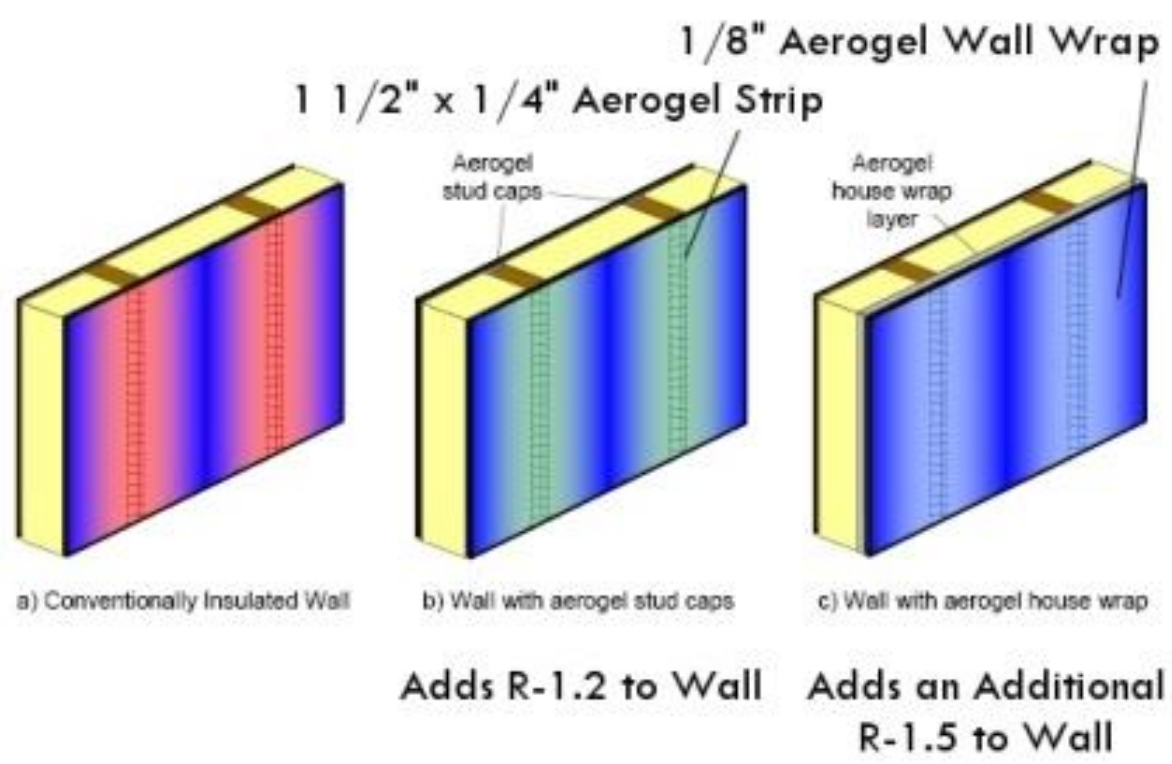 1/8" Aerogel Wall Wrap
1 1/2" x 1/4" Aerogel Strip
Aerogel
stud caps
Aerogel
house wrap
layer
a) Conventionally Insulated Wall
b) Wall with aerogel stud caps
c) Wall with aerogel house wrap
Adds R-1.2 to Wall
Adds an Additional
R-1.5 to Wall